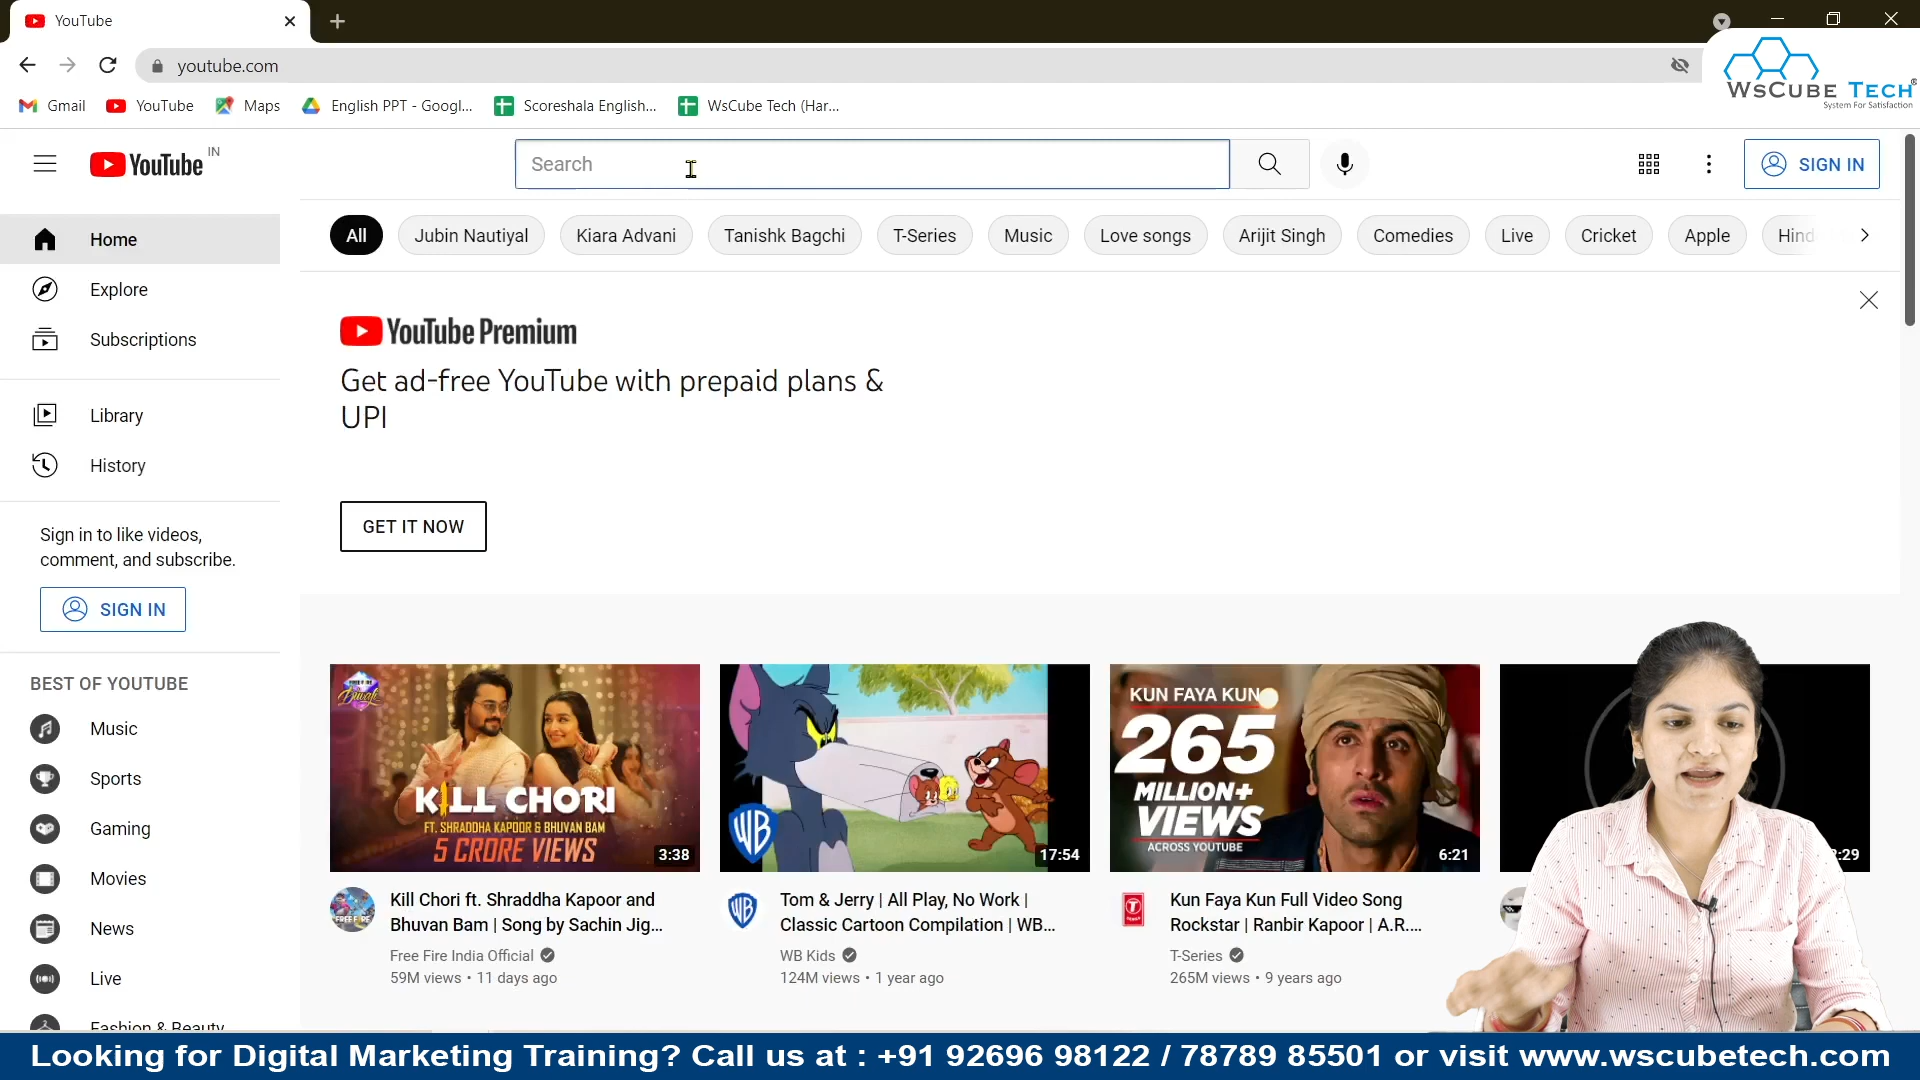 YouTube
youtube.com
Gmail
YouTube
Maps
English PPT - Googl...
Scoreshala English...
WsCube Tech (Har...
WsCube Tech®
System For Satisfaction
YouTube IN
Search
SIGN IN
All
Jubin Nautiyal
Kiara Advani
Tanishk Bagchi
T-Series
Music
Love songs
Arijit Singh
Comedies
Live
Cricket
Apple
Hind
Home
Explore
Subscriptions
Library
History
Sign in to like videos,
comment, and subscribe.
SIGN IN
BEST OF YOUTUBE
Music
Sports
Gaming
Movies
News
Live
Fashion & Beauty
YouTube Premium
Get ad-free YouTube with prepaid plans &
UPI
GET IT NOW
FREE FIRE
Diwali
KILL CHORI
FT. SHRADDHA KAPOOR & BHUVAN BAM
5 CRORE VIEWS
3:38
FREE FIRE
Kill Chori ft. Shraddha Kapoor and
Bhuvan Bam | Song by Sachin Jig...
Free Fire India Official
59M views • 11 days ago
WB
17:54
WB
Tom & Jerry | All Play, No Work |
Classic Cartoon Compilation | WB...
WB Kids
124M views • 1 year ago
KUN FAYA KUN
265
MILLION+
VIEWS
ACROSS YOUTUBE
6:21
T
Kun Faya Kun Full Video Song
Rockstar | Ranbir Kapoor | A.R....
T-Series
265M views • 9 years ago
:29
Looking for Digital Marketing Training? Call us at : +91 92696 98122 / 78789 85501 or visit www.wscubetech.com